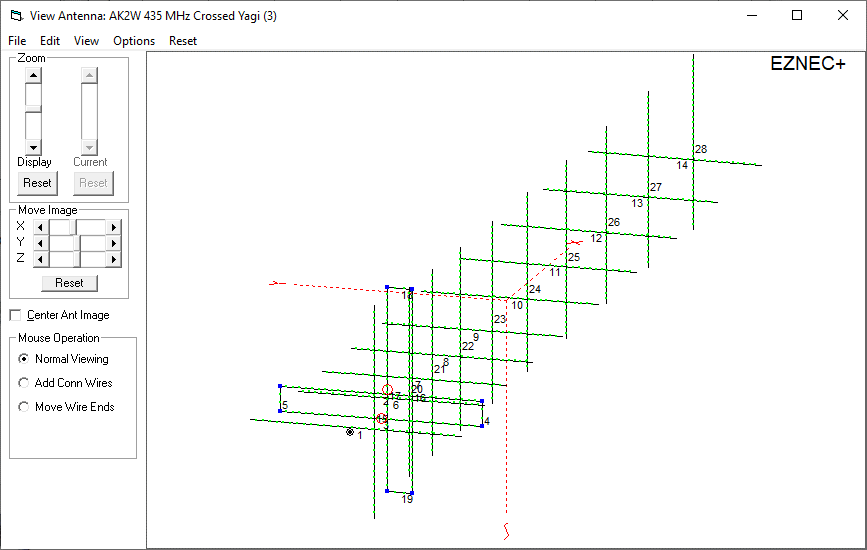 View Antenna: AK2W 435 MHz Crossed Yagi (3)
File Edit View Options Reset
Zoom
Display Current
Reset Reset
Move Image
X
Y
Z
Reset
Center Ant Image
Mouse Operation
Normal Viewing
Add Conn Wires
Move Wire Ends
EZNEC+
28
14
27
13
26
12
25
11
24
10
23
9
22
8
21
7
20
16
17
2
6
5
4
1
19